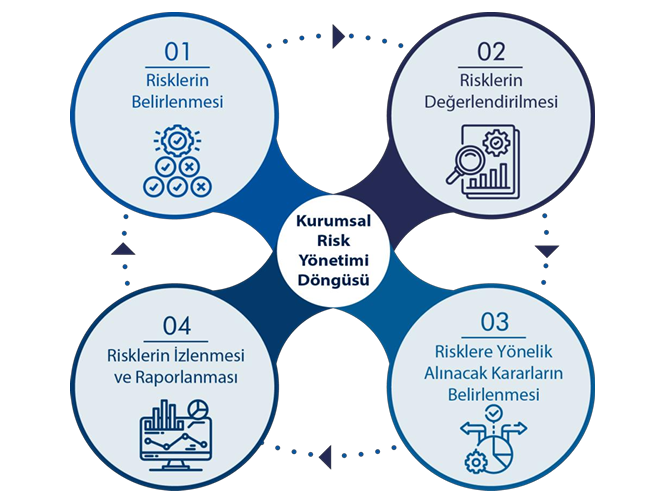 01
Risklerin
Belirlenmesi
02
Risklerin
Değerlendirilmesi
Kurumsal
Risk
Yönetimi
Döngüsü
03
Risklere Yönelik
Alınacak Kararların
Belirlenmesi
04
Risklerin İzlenmesi
ve Raporlanması